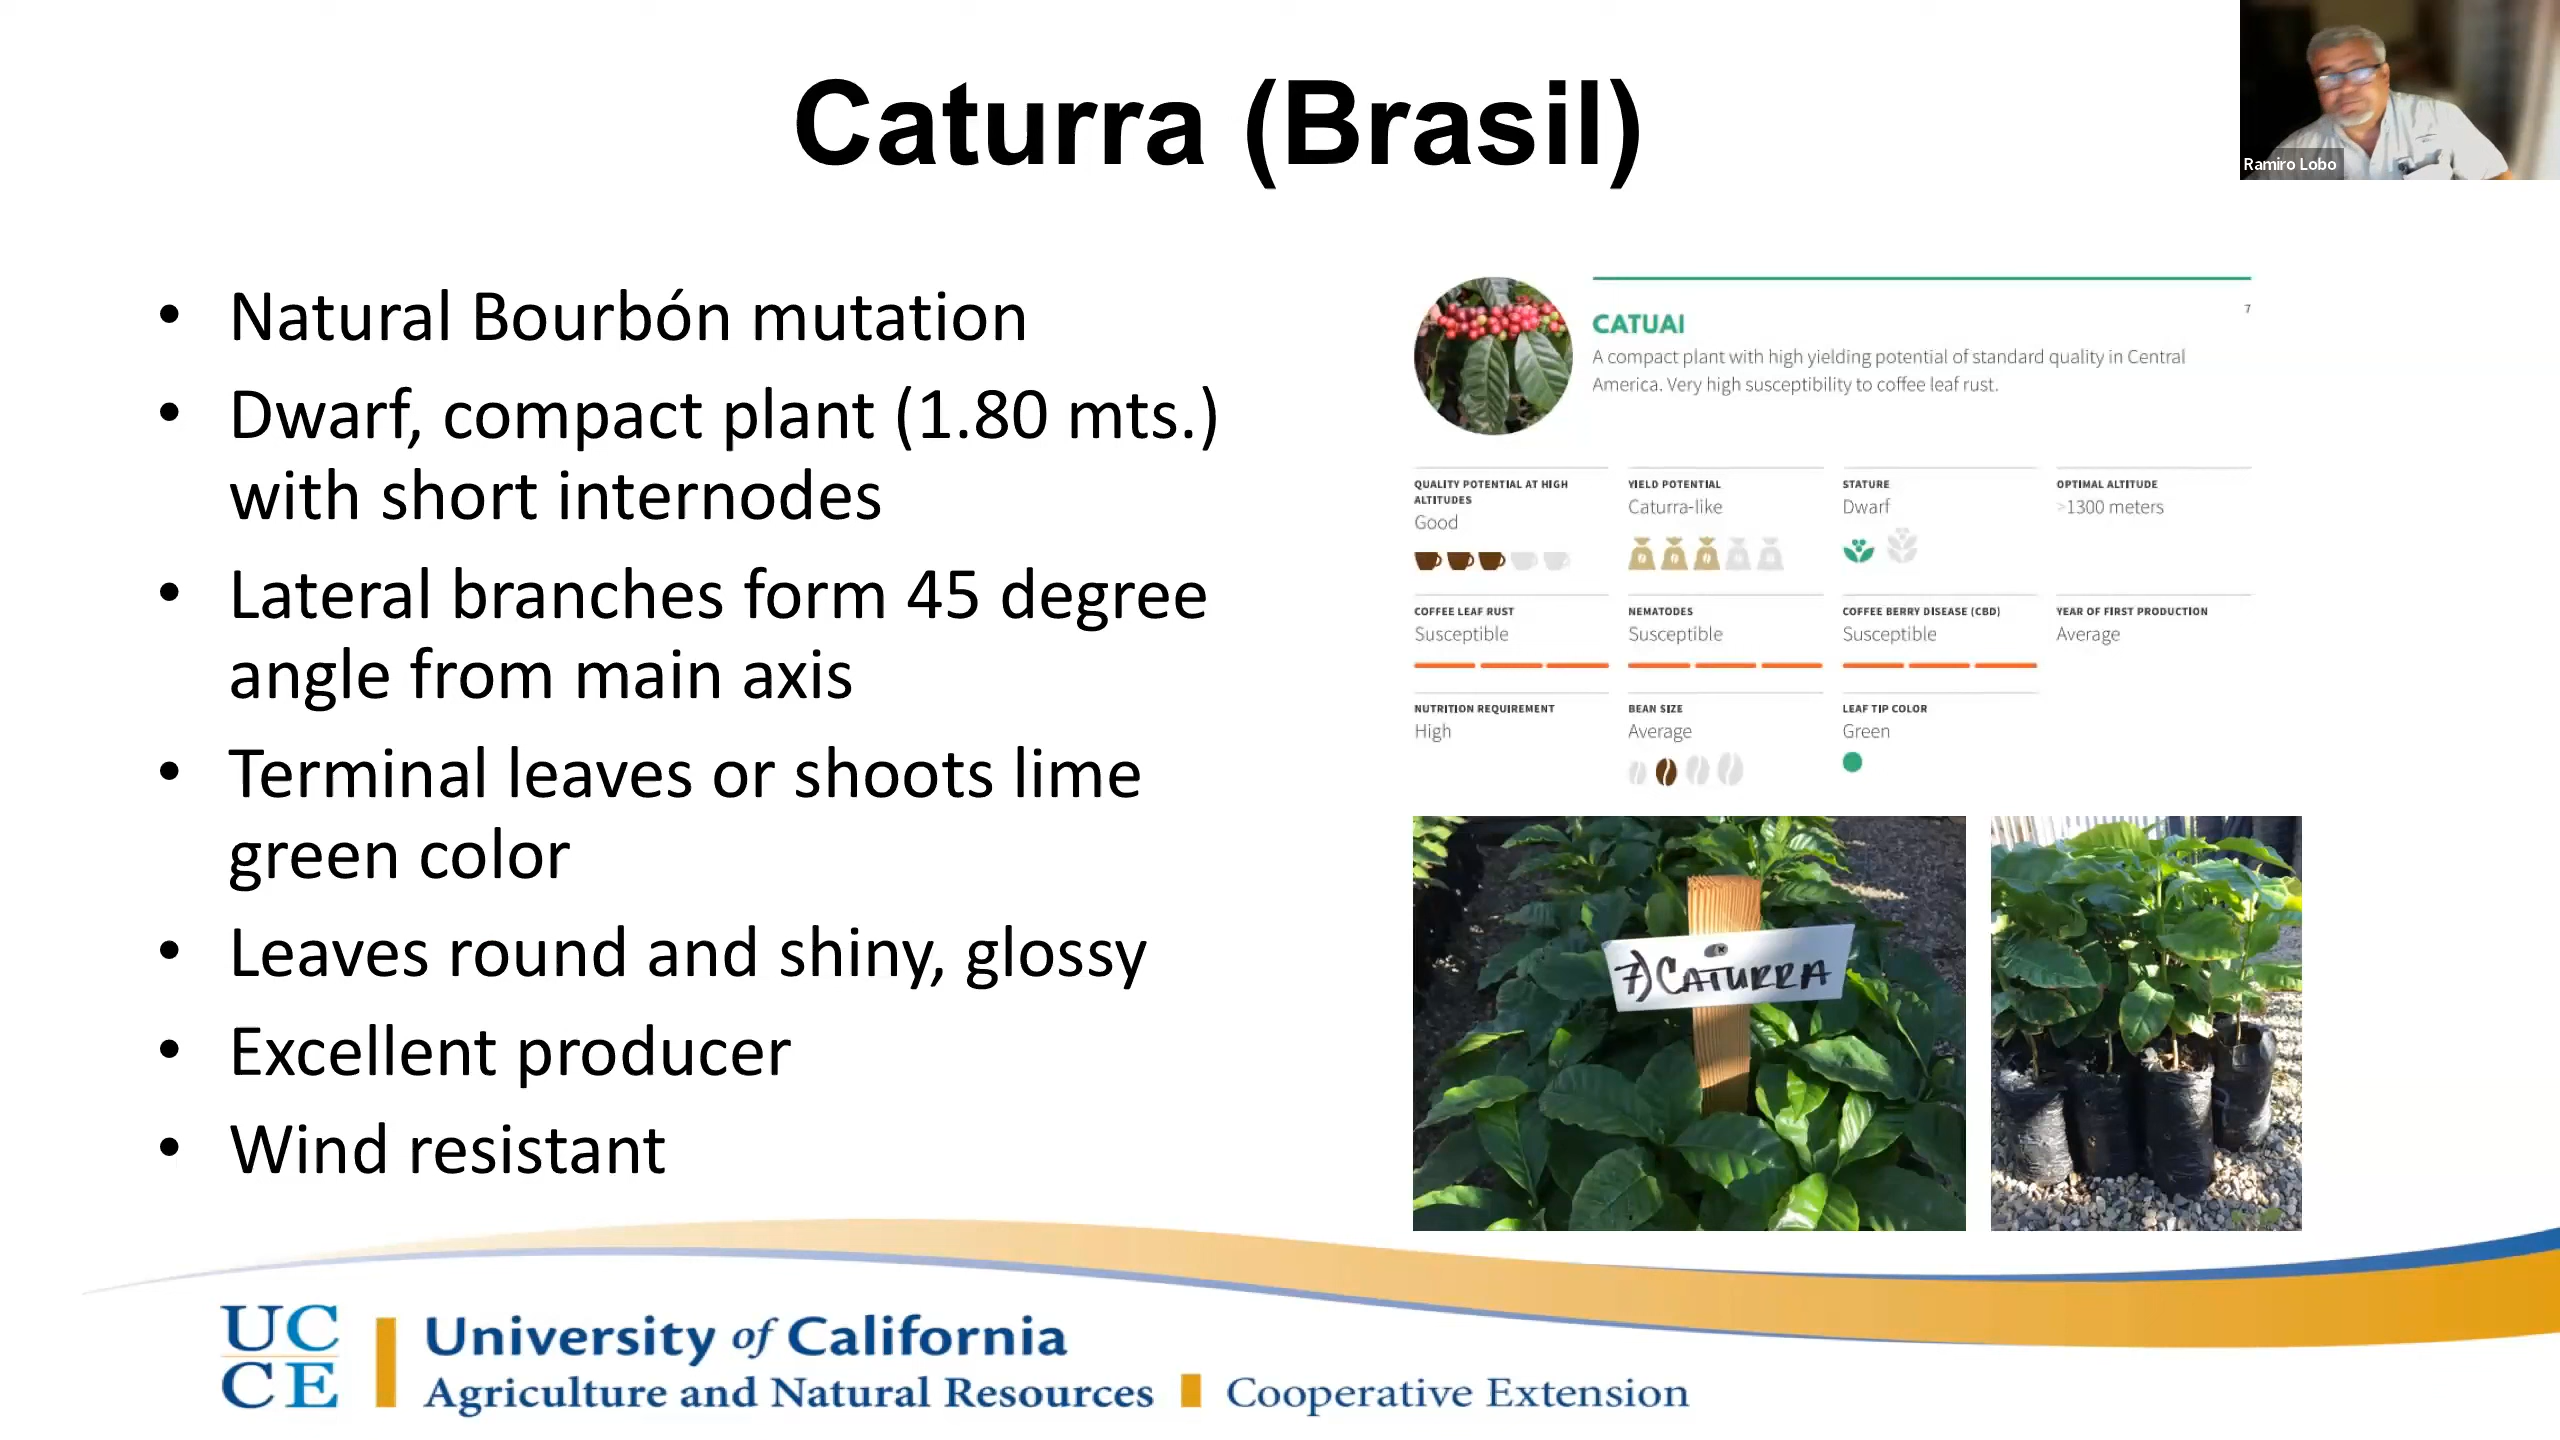 Caturra (Brasil)
Ramiro Lobo
• Natural Bourbón mutation
• Dwarf, compact plant (1.80 mts.)
with short internodes
• Lateral branches form 45 degree
angle from main axis
• Terminal leaves or shoots lime
green color
• Leaves round and shiny, glossy
• Excellent producer
• Wind resistant
7
CATUAI
A compact plant with high yielding potential of standard quality in Central
America. Very high susceptibility to coffee leaf rust.
QUALITY POTENTIAL AT HIGH
ALTITUDES
Good
YIELD POTENTIAL
Caturra-like
STATURE
Dwarf
OPTIMAL ALTITUDE
>1300 meters
COFFEE LEAF RUST
Susceptible
NEMATODES
Susceptible
COFFEE BERRY DISEASE (CBD)
Susceptible
YEAR OF FIRST PRODUCTION
Average
NUTRITION REQUIREMENT
High
BEAN SIZE
Average
LEAF TIP COLOR
Green
7) CATURRA
UC
CE
University of California
Agriculture and Natural Resources
Cooperative Extension